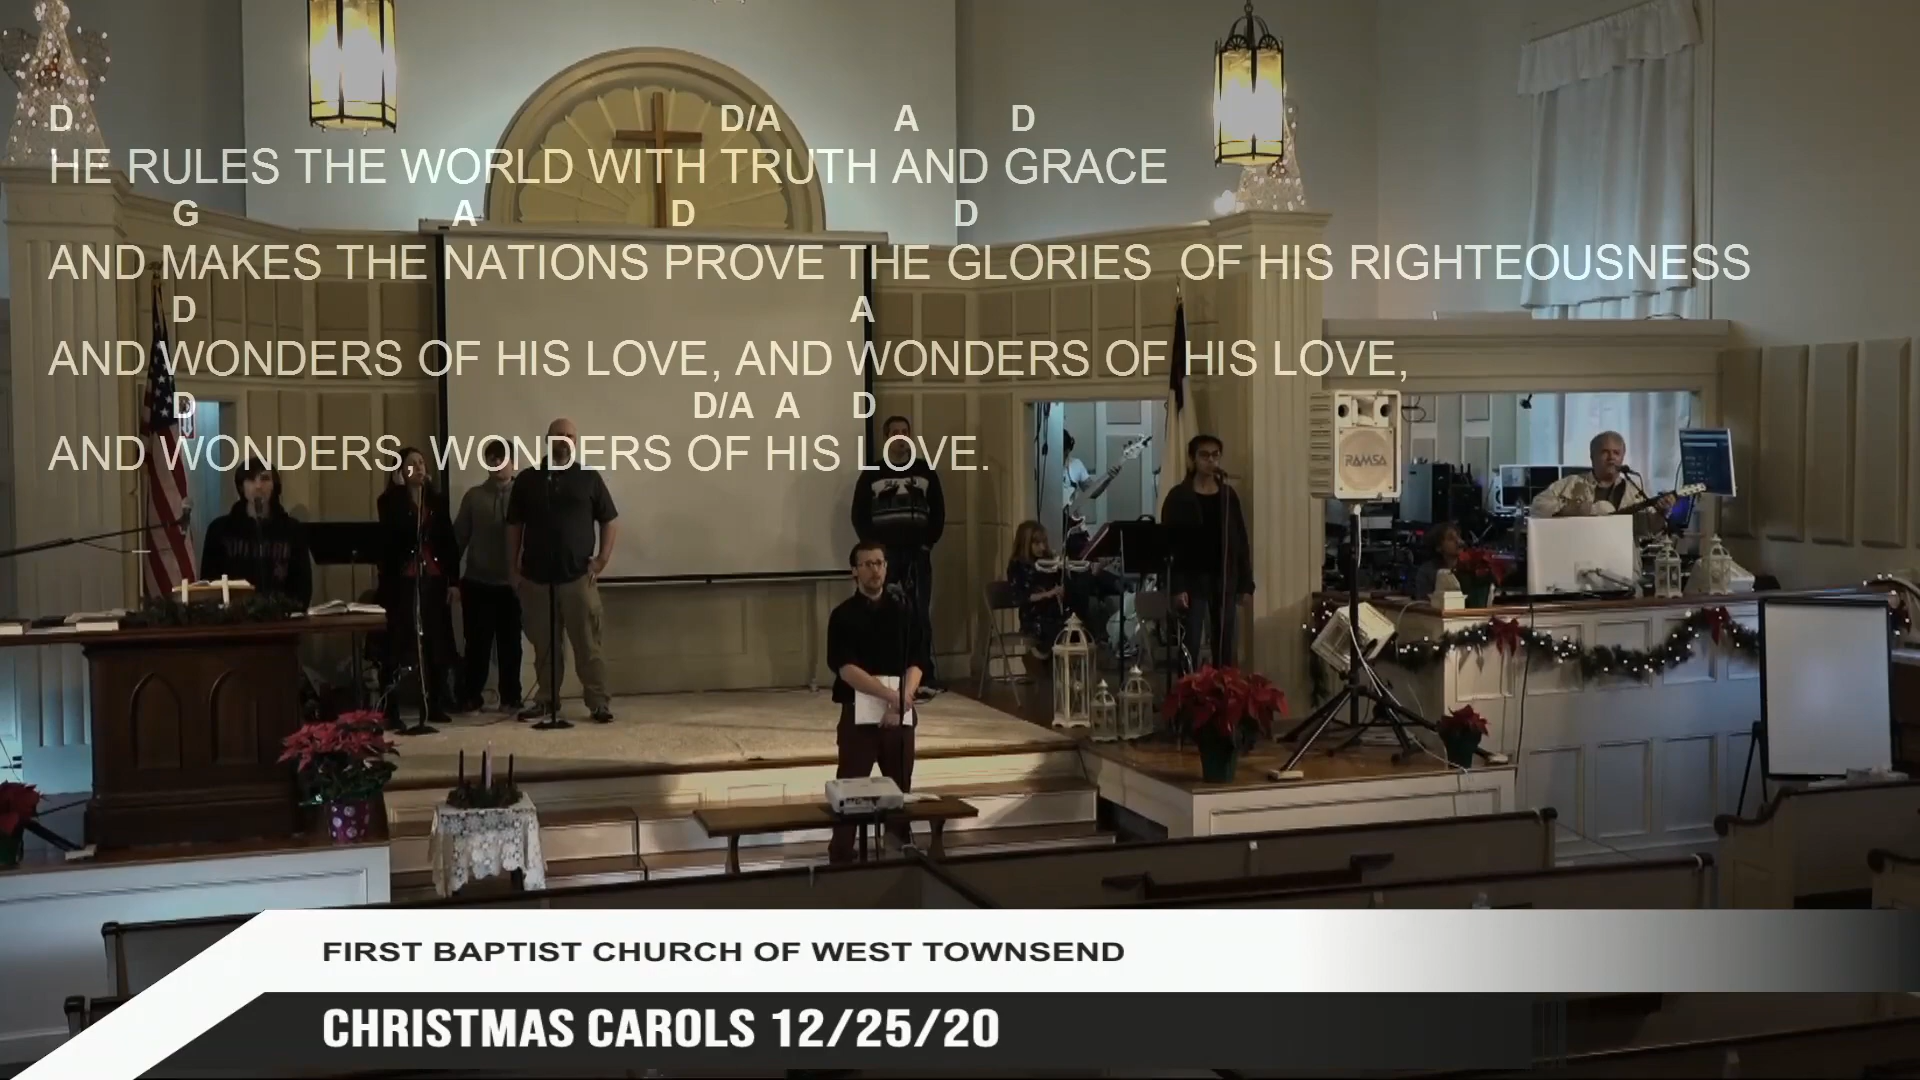 D D/A A D
HE RULES THE WORLD WITH TRUTH AND GRACE
G A D D
AND MAKES THE NATIONS PROVE THE GLORIES OF HIS RIGHTEOUSNESS
D A
AND WONDERS OF HIS LOVE, AND WONDERS OF HIS LOVE,
D D/A A D
AND WONDERS, WONDERS OF HIS LOVE.
RAMSA
FIRST BAPTIST CHURCH OF WEST TOWNSEND
CHRISTMAS CAROLS 12/25/20